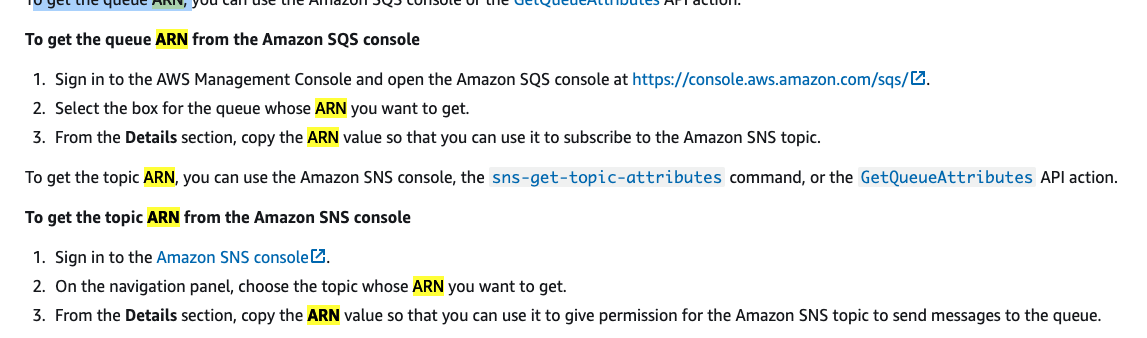 To get the queue ARN, you can use the Amazon SQS console or the GetQueueAttributes API action.
To get the queue ARN from the Amazon SQS console
1. Sign in to the AWS Management Console and open the Amazon SQS console at https://console.aws.amazon.com/sqs/.
2. Select the box for the queue whose ARN you want to get.
3. From the Details section, copy the ARN value so that you can use it to subscribe to the Amazon SNS topic.
To get the topic ARN, you can use the Amazon SNS console, the sns-get-topic-attributes command, or the GetQueueAttributes API action.
To get the topic ARN from the Amazon SNS console
1. Sign in to the Amazon SNS console.
2. On the navigation panel, choose the topic whose ARN you want to get.
3. From the Details section, copy the ARN value so that you can use it to give permission for the Amazon SNS topic to send messages to the queue.